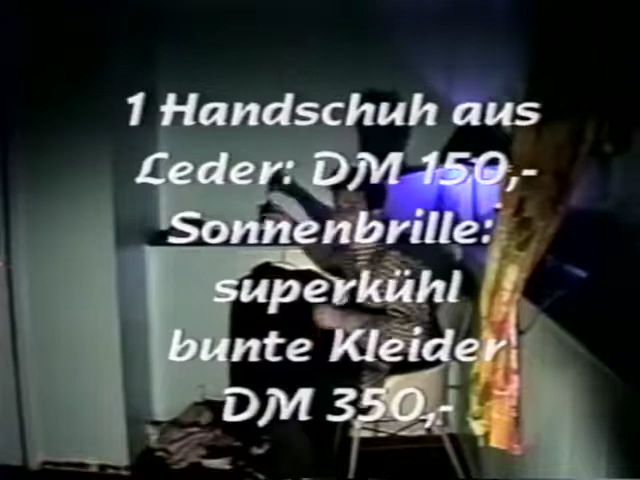 1 Handschuh aus
Leder: DM 150,-
Sonnenbrille:
superkühl
bunte Kleider
DM 350,-